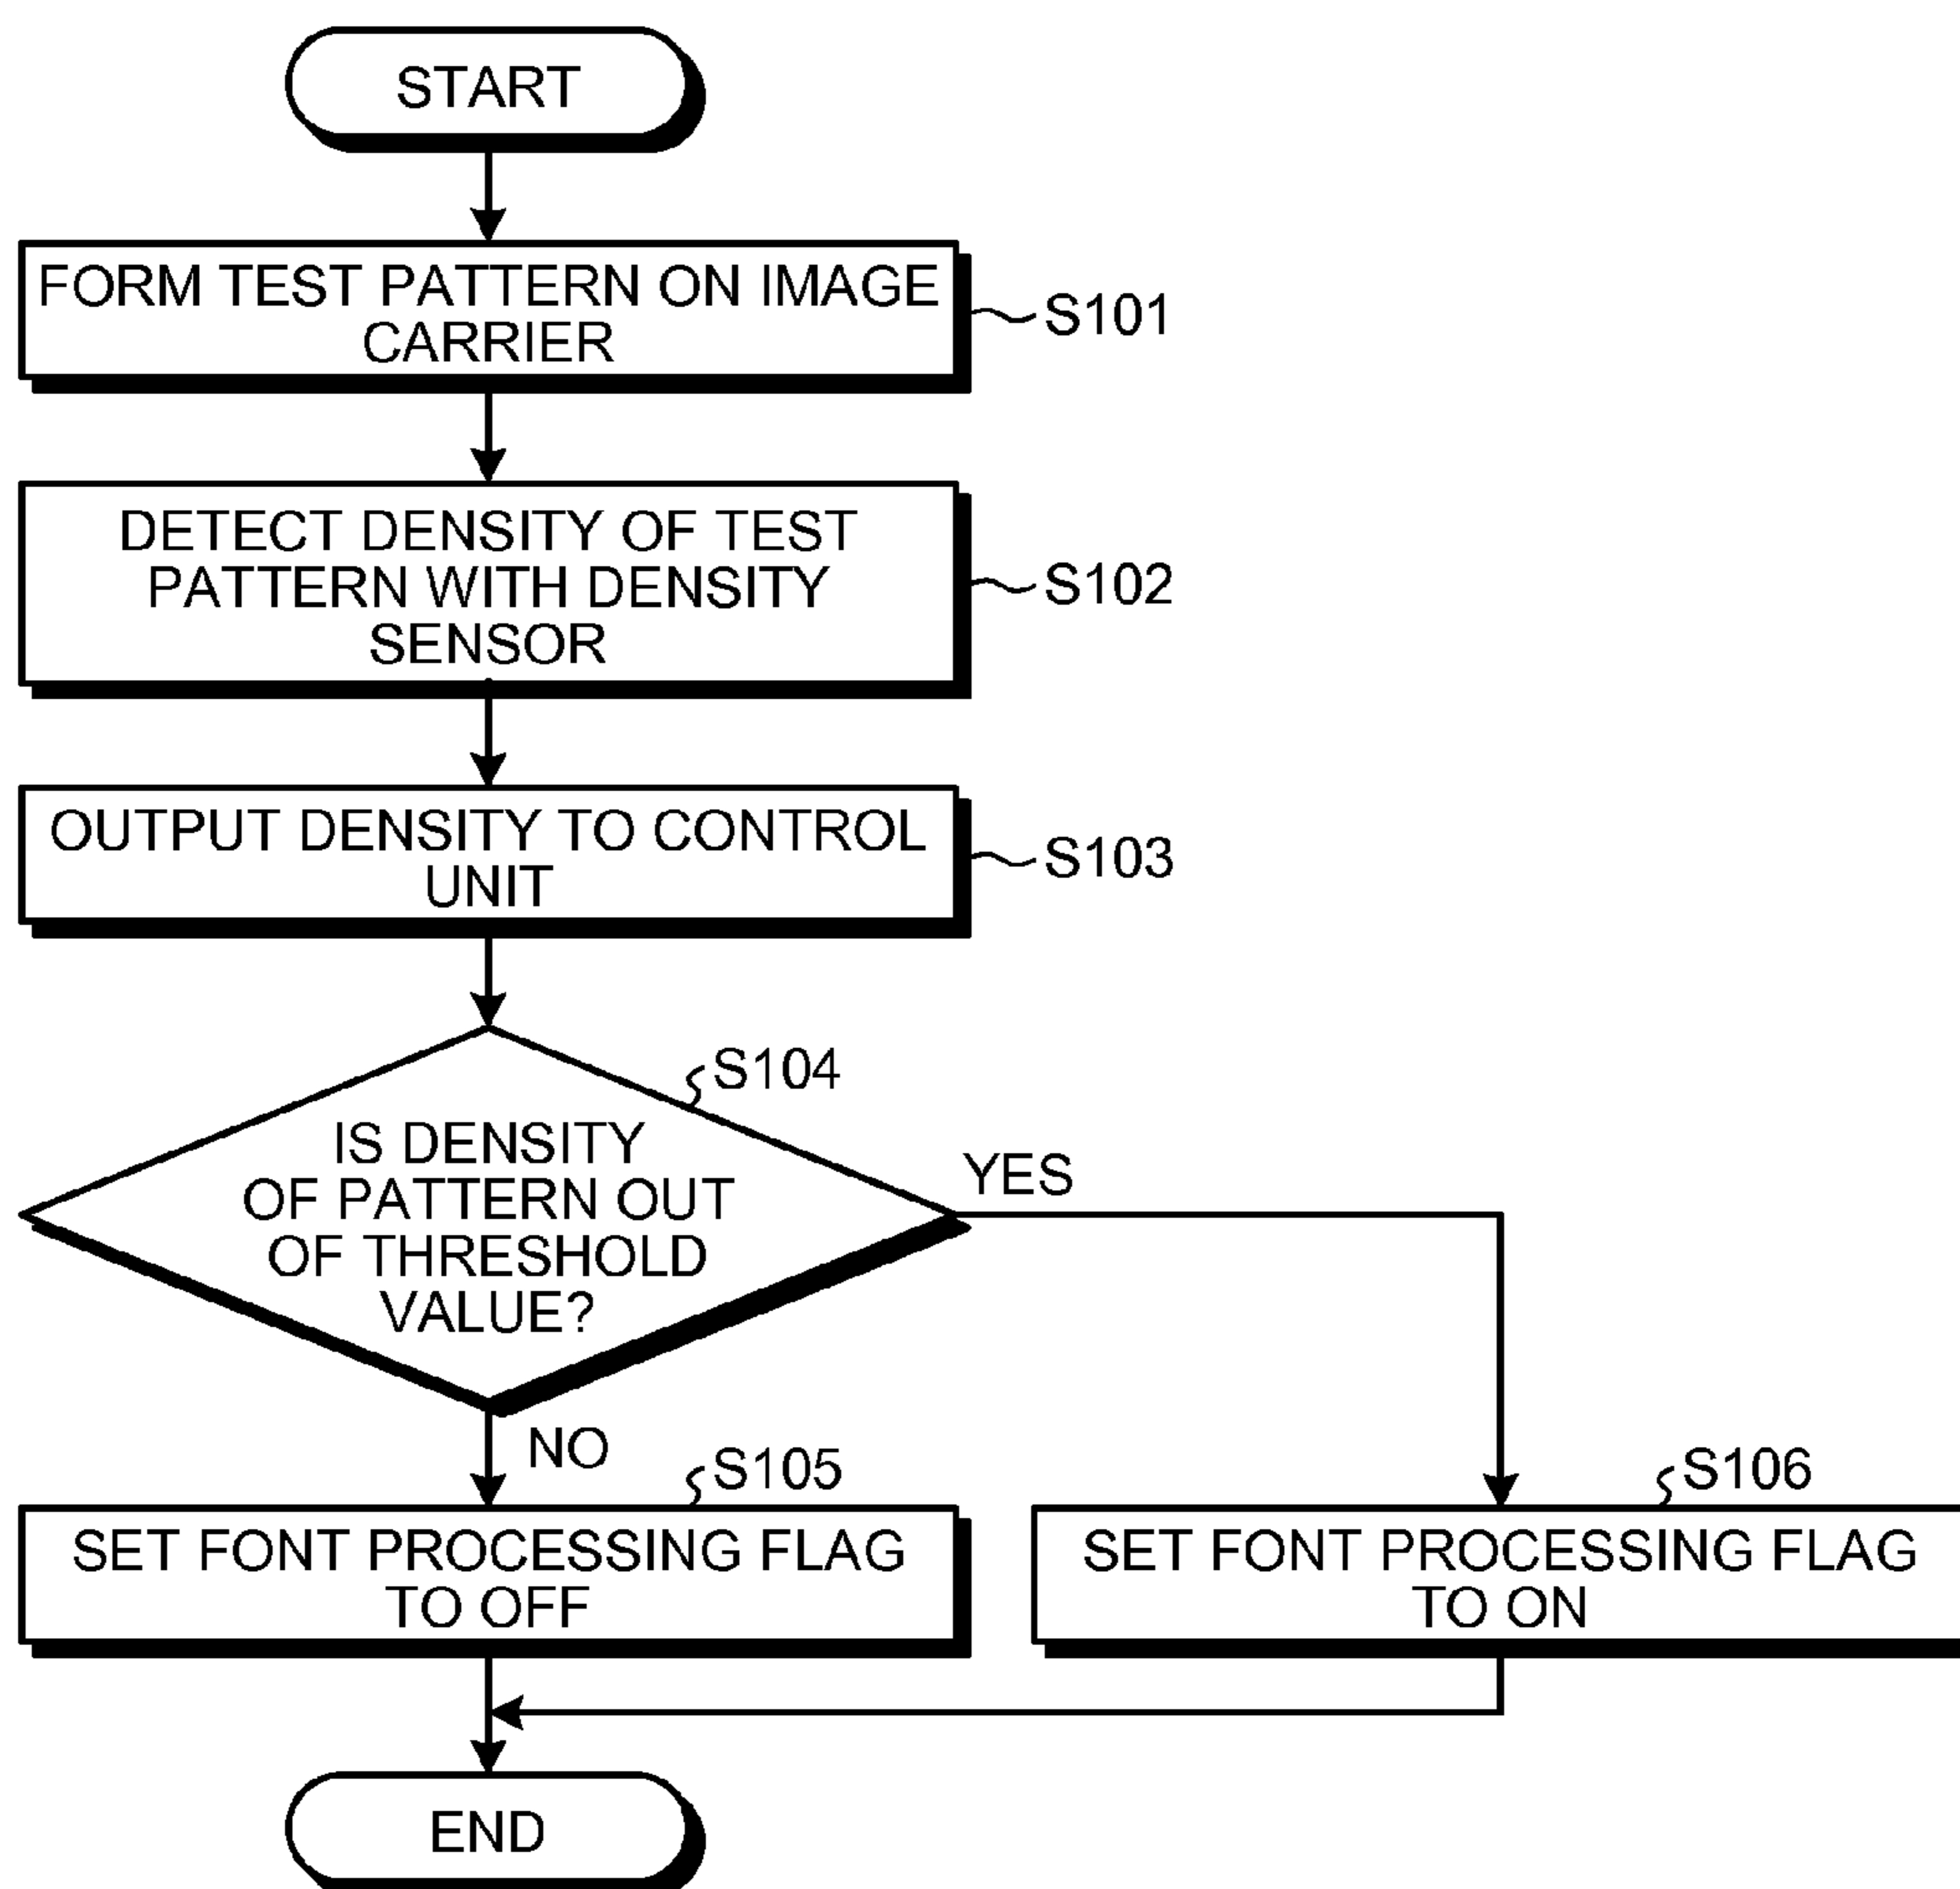 START
FORM TEST PATTERN ON IMAGE
CARRIER
S101
DETECT DENSITY OF TEST
PATTERN WITH DENSITY
SENSOR
S102
OUTPUT DENSITY TO CONTROL
UNIT
S103
S104
IS DENSITY
OF PATTERN OUT
OF THRESHOLD
VALUE?
YES
NO
S105
SET FONT PROCESSING FLAG
TO OFF
S106
SET FONT PROCESSING FLAG
TO ON
END